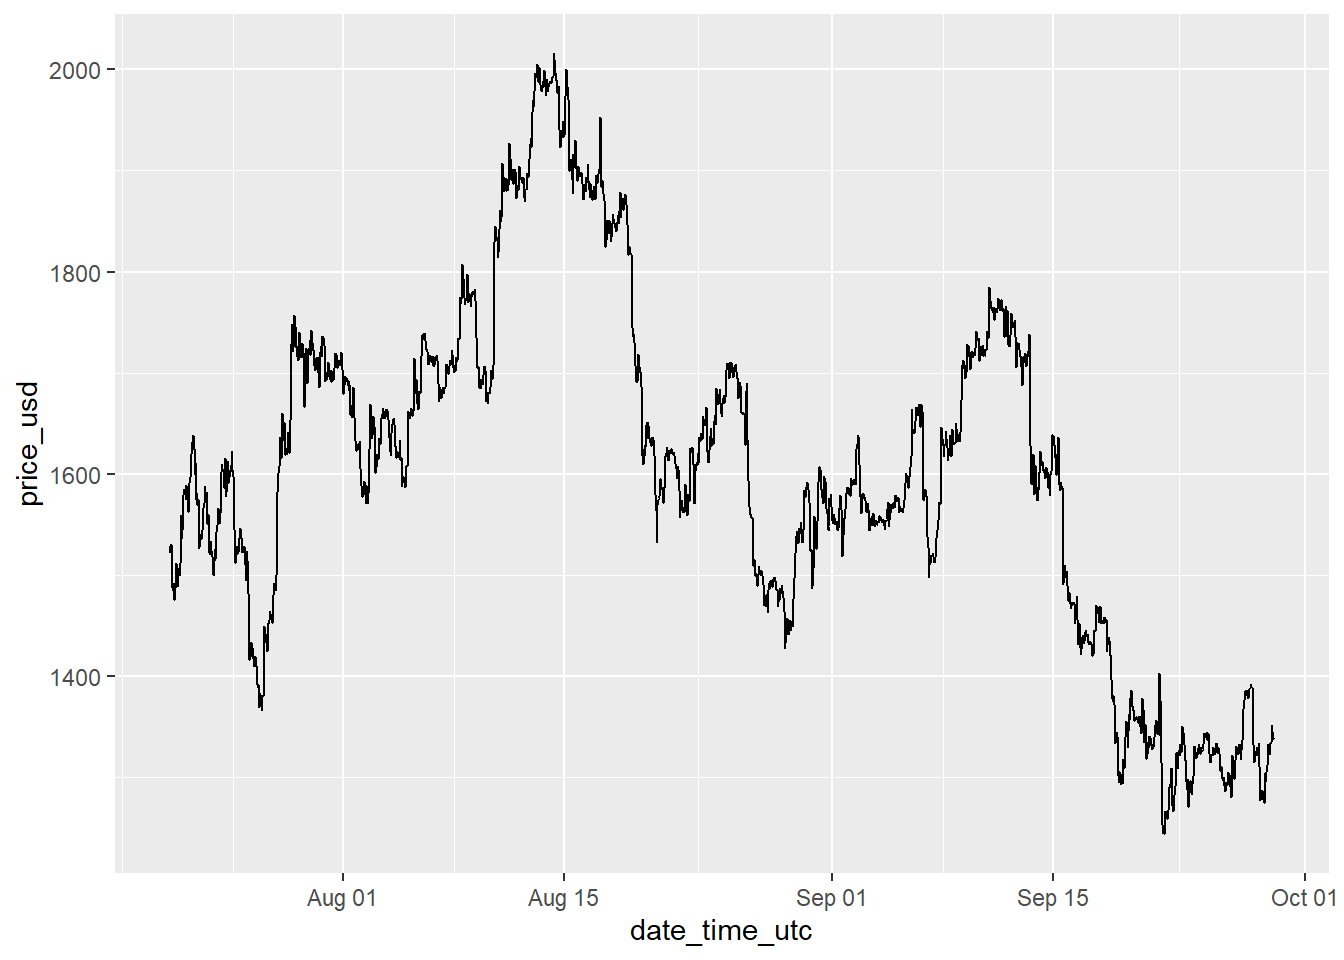 2000
1800
1600
1400
price_usd
Aug 01
Aug 15
Sep 01
Sep 15
Oct 01
date_time_utc